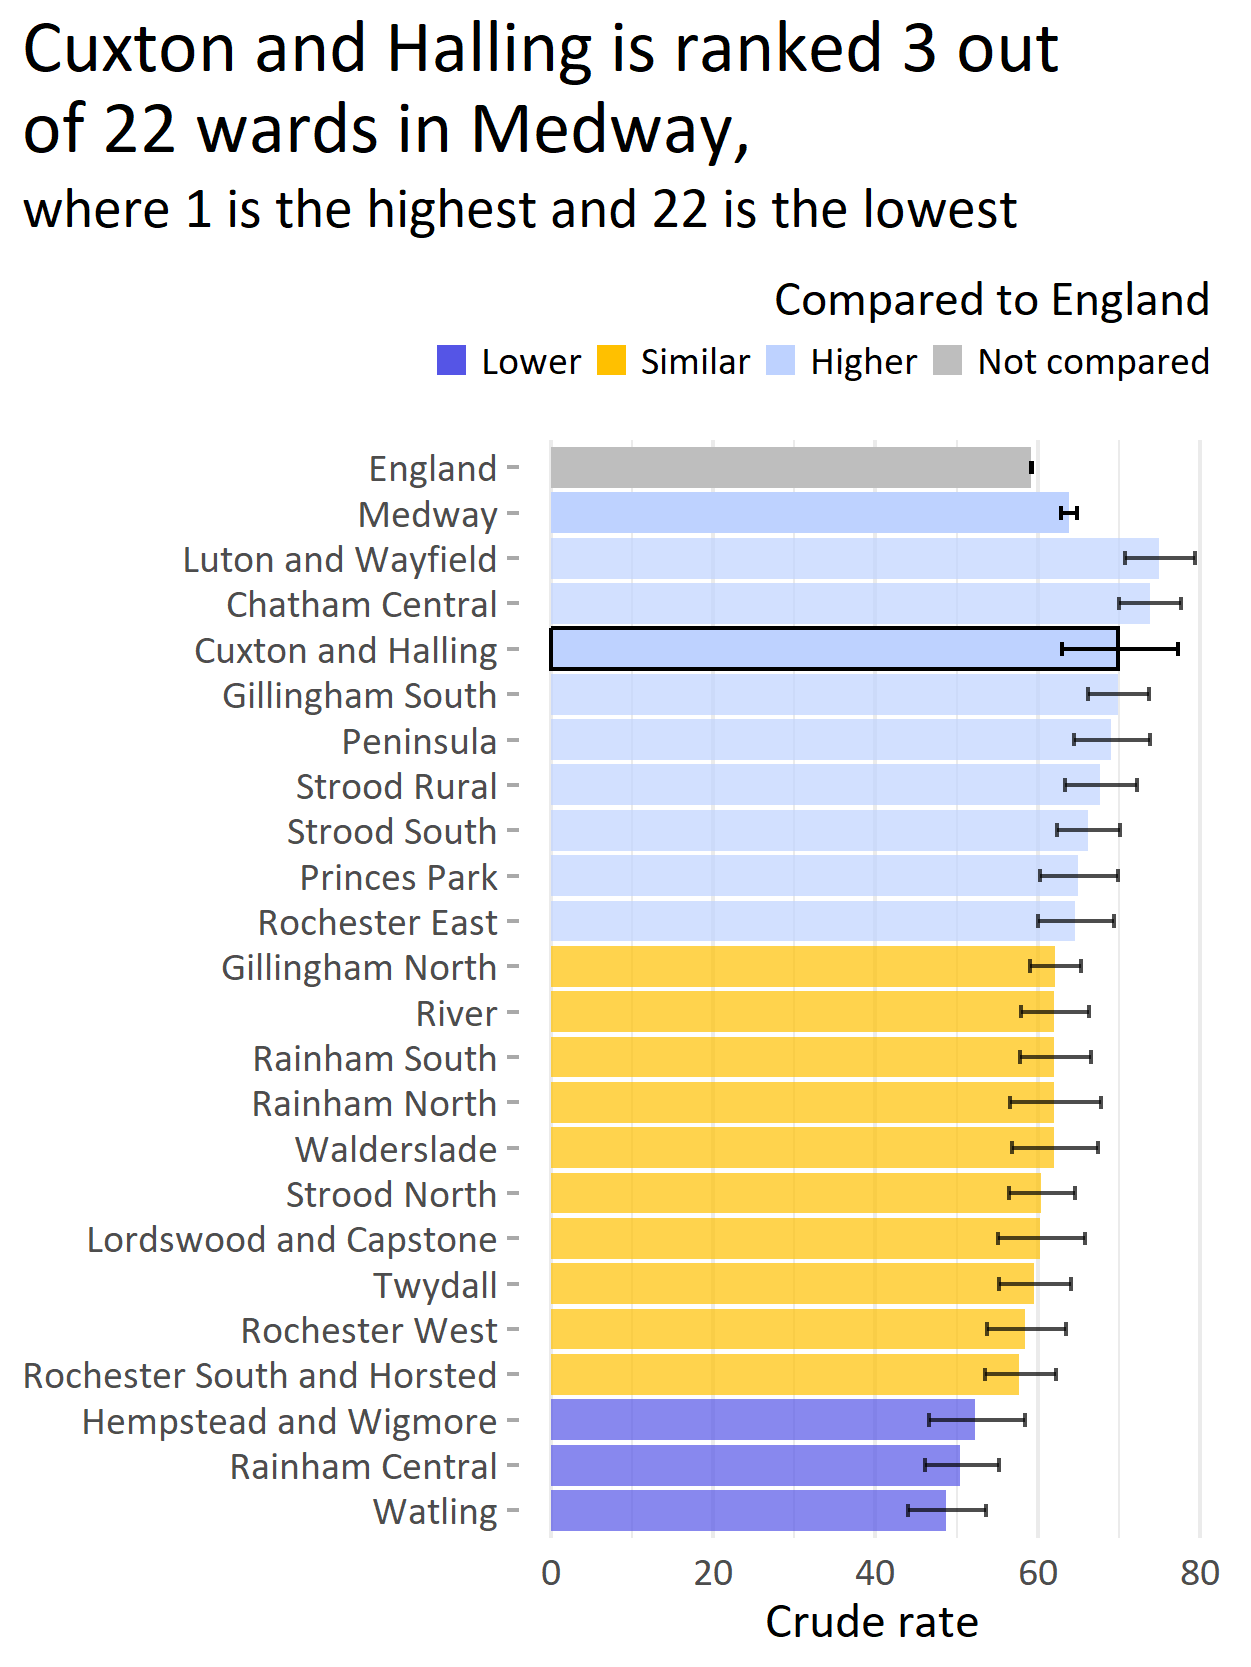 Cuxton and Halling is ranked 3 out
of 22 wards in Medway,
where 1 is the highest and 22 is the lowest
Compared to England
Lower Similar Higher Not compared
England
Medway
Luton and Wayfield
Chatham Central
Cuxton and Halling
Gillingham South
Peninsula
Strood Rural
Strood South
Princes Park
Rochester East
Gillingham North
River
Rainham South
Rainham North
Walderslade
Strood North
Lordswood and Capstone
Twydall
Rochester West
Rochester South and Horsted
Hempstead and Wigmore
Rainham Central
Watling
0 20 40 60 80
Crude rate